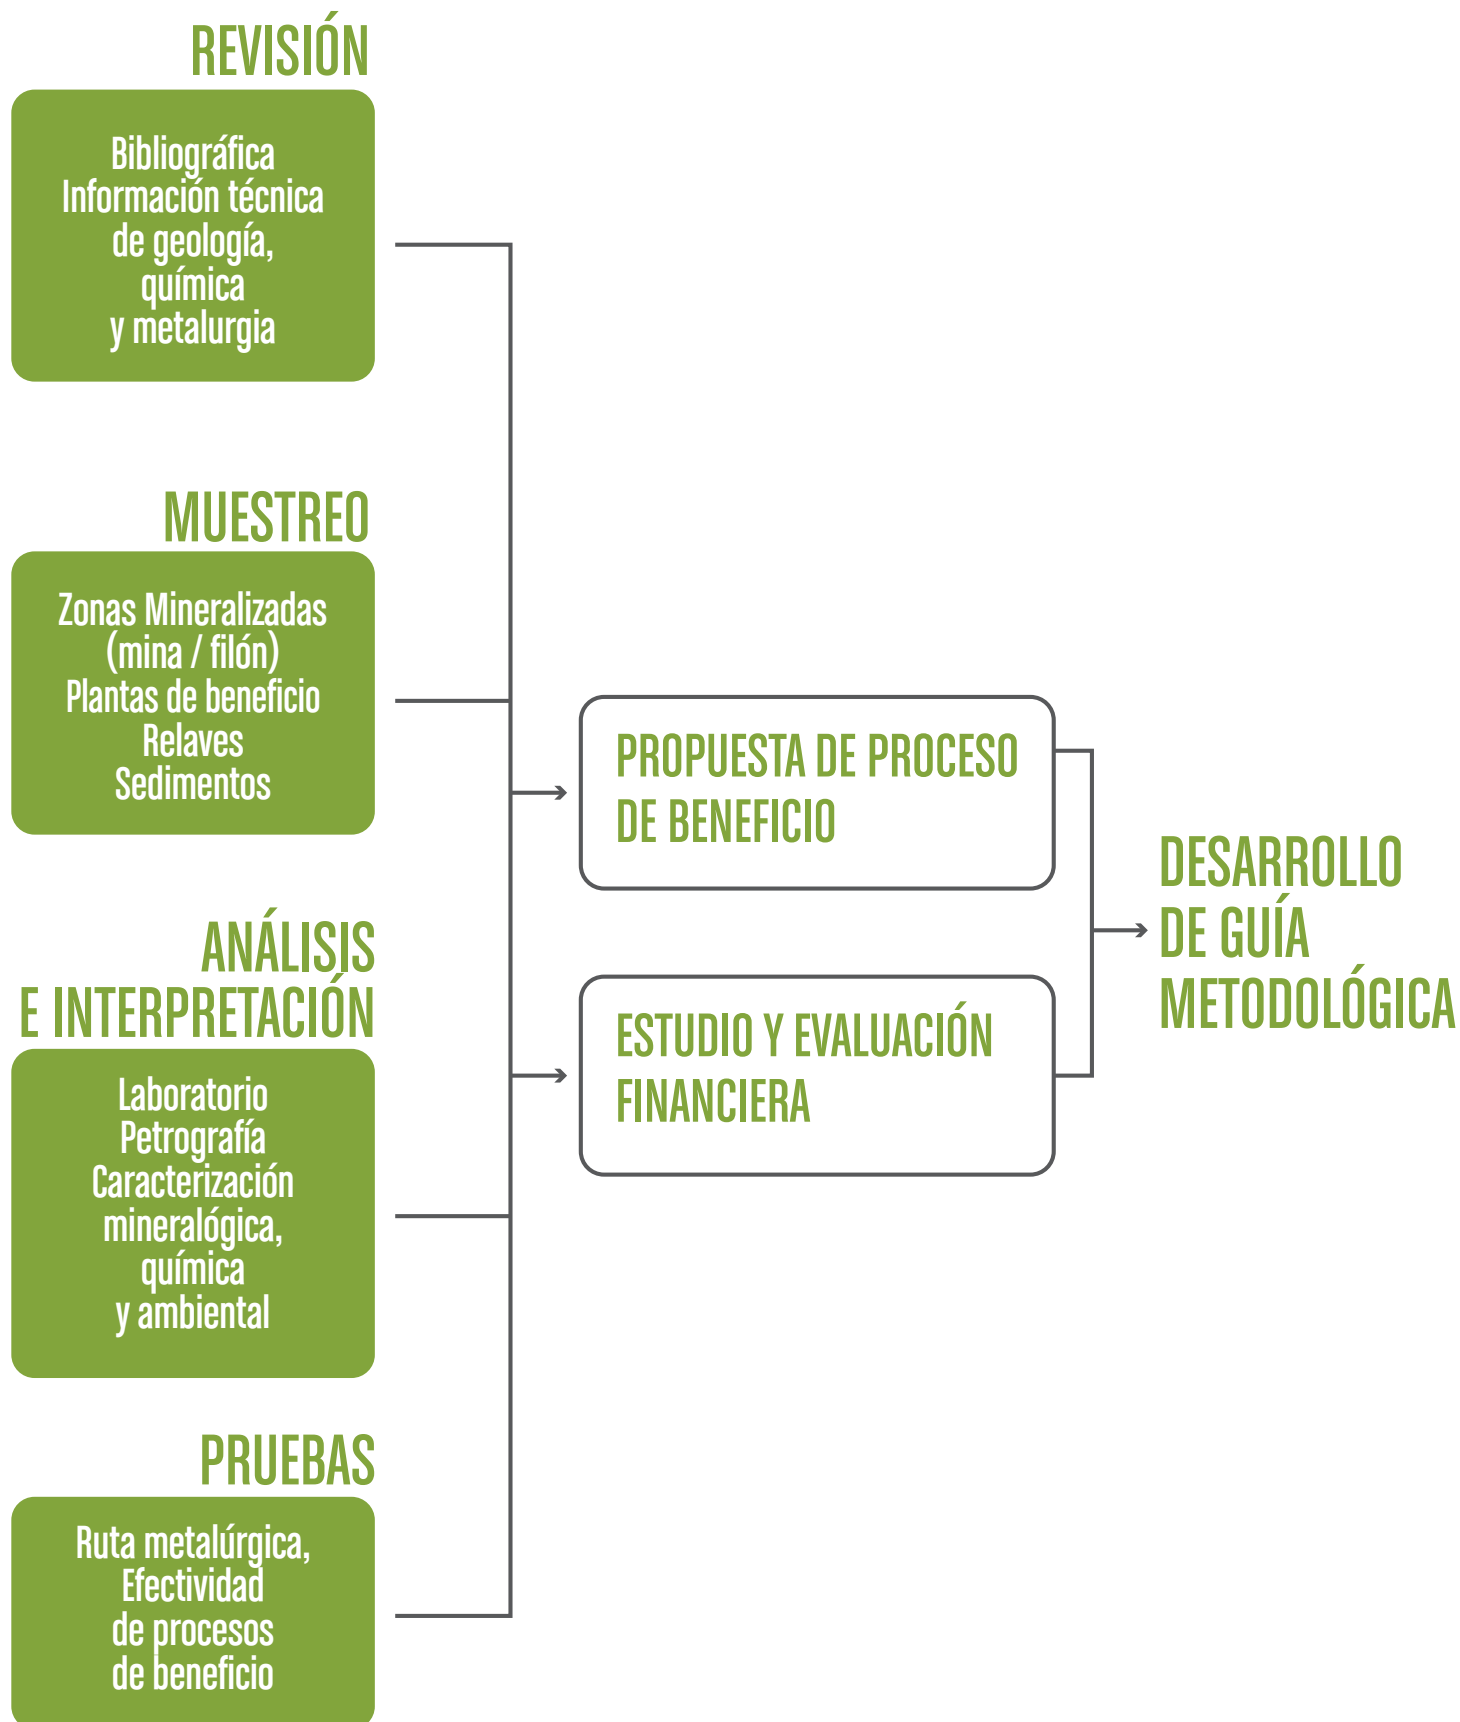 REVISIÓN
Bibliográfica
Información técnica
de geología,
química
y metalurgia
MUESTREO
Zonas Mineralizadas
(mina / filón)
Plantas de beneficio
Relaves
Sedimentos
ANÁLISIS
E INTERPRETACIÓN
Laboratorio
Petrografía
Caracterización
mineralógica,
química
y ambiental
PRUEBAS
Ruta metalúrgica,
Efectividad
de procesos
de beneficio
PROPUESTA DE PROCESO
DE BENEFICIO
ESTUDIO Y EVALUACIÓN
FINANCIERA
DESARROLLO
DE GUÍA
METODOLÓGICA